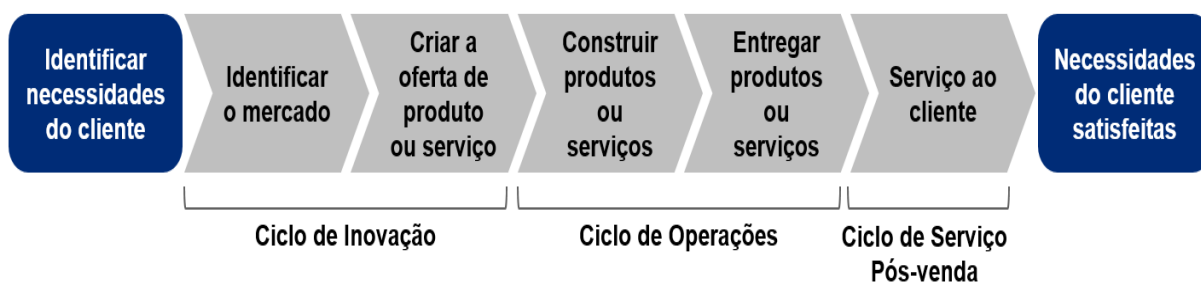 Identificar
necessidades
do cliente
Identificar
o mercado
Criar a
oferta de
produto
ou serviço
Construir
produtos
ou
serviços
Entregar
produtos
ou
serviços
Serviço ao
cliente
Necessidades
do cliente
satisfeitas
Ciclo de Inovação
Ciclo de Operações
Ciclo de Serviço
Pós-venda